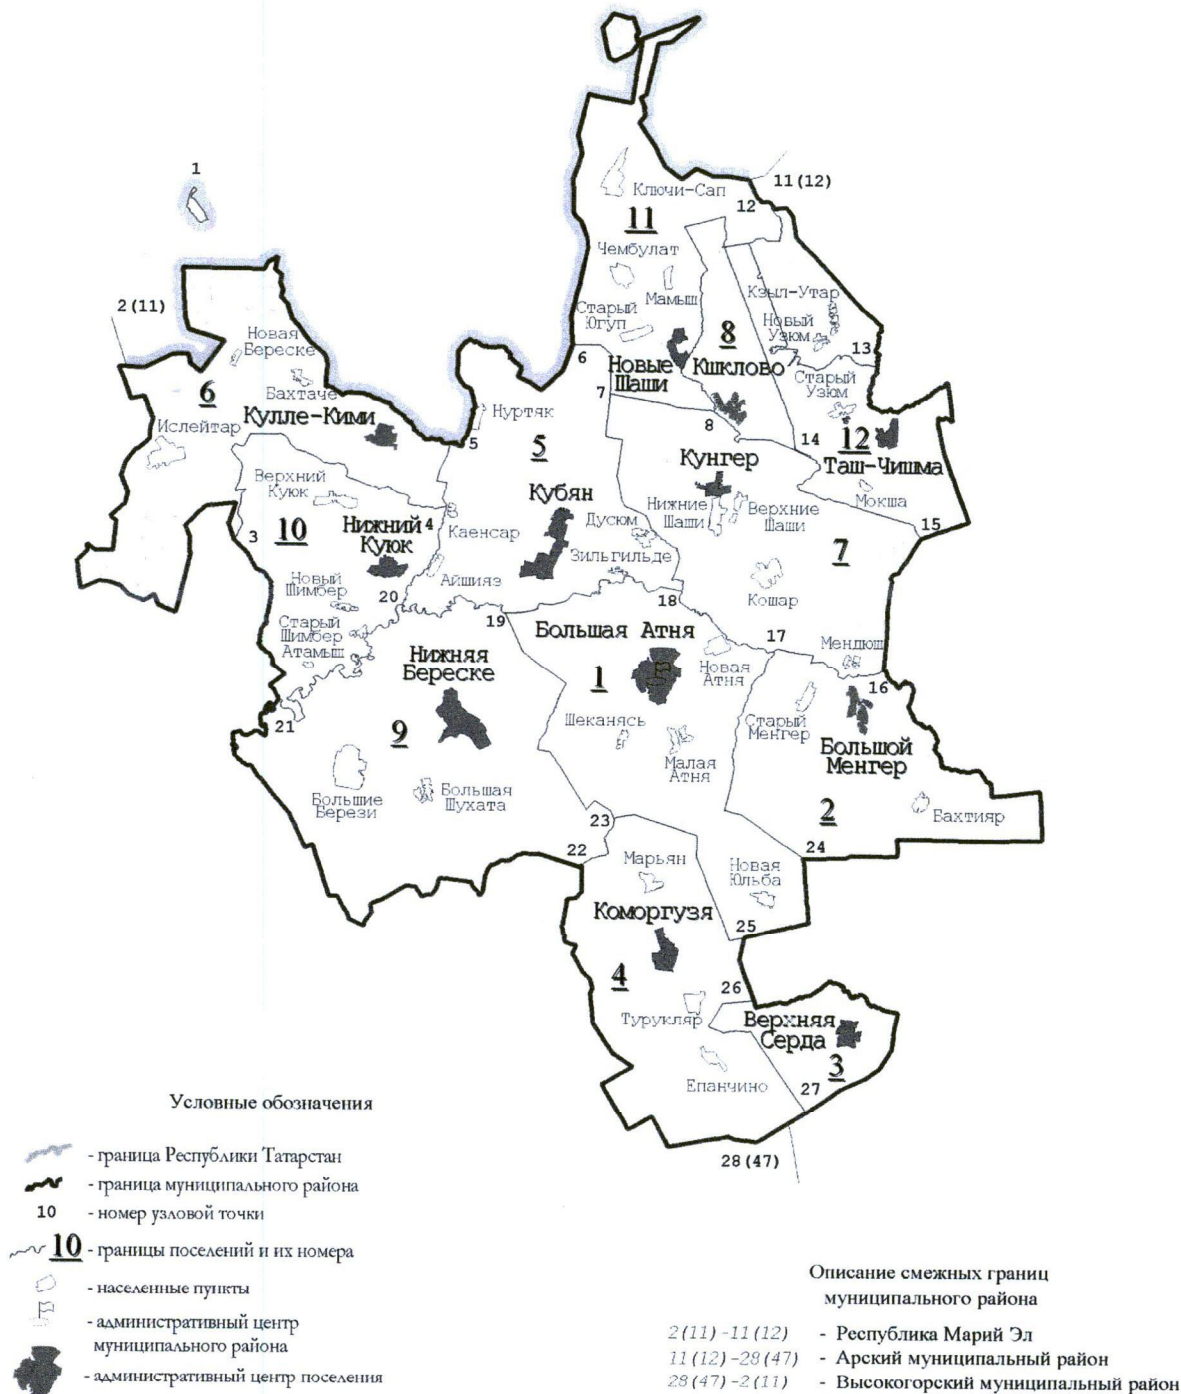 1
11(12)
Ключи-Сап
12
11
Чембулат
2(11)
Мамыш
Кзыл-Утар
Старый
Югуп
Новый
Узюм
8
13
Новая
Береске
6
Новые
Шаши
Кшклово
Старый
Узюм
Бахтаче
6
Кулле-Кими
7
Нуртяк
5
5
8
14
12
Таш-Чишма
Ислейтар
Кунгер
Мокша
Верхний
Куюк
Кубян
Нижние
Шаши
Верхние
Шаши
15
3
10
Нижний
Куюк
4
Каенсар
Дусюм
7
Зильгильде
Айшияз
Кошар
Новый
Шимбер
20
18
19
Старый
Шимбер
Атамыш
Большая Атня
17
Мендюш
Нижняя
Береске
1
Новая
Атня
16
21
9
Шеканясь
Старый
Менгер
Большой
Менгер
Малая
Атня
Большие
Берези
Большая
Шухата
2
Бахтияр
23
22
24
Марьян
Новая
Юльба
Коморгузя
25
4
26
Турукляр
Верхняя
Серда
3
Епанчино
27
28(47)
Условные обозначения
- граница Республики Татарстан
- граница муниципального района
10 - номер узловой точки
10 - границы поселений и их номера
- населенные пункты
- административный центр
муниципального района
- административный центр поселения
Описание смежных границ
муниципального района
2(11)-11(12) - Республика Марий Эл
11(12)-28(47) - Арский муниципальный район
28(47)-2(11) - Высокогорский муниципальный район